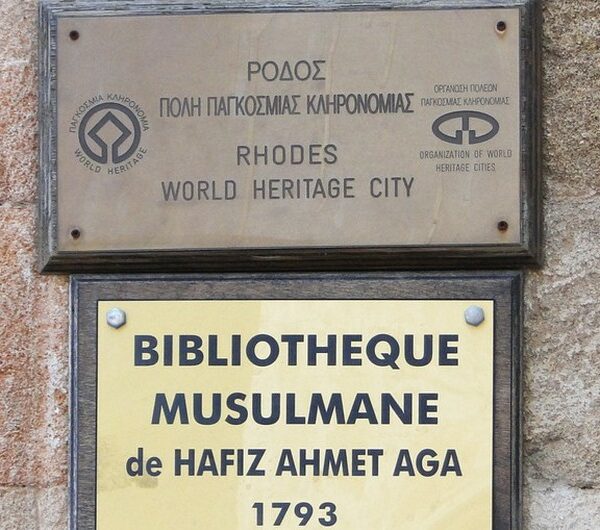 ΡΟΔΟΣ
ΠΟΛΗ ΠΑΓΚΟΣΜΙΑΣ ΚΛΗΡΟΝΟΜΙΑΣ
RHODES
WORLD HERITAGE CITY
ΠΑΓΚΟΣΜΙΑ ΚΛΗΡΟΝΟΜΙΑ
WORLD HERITAGE
ΟΡΓΑΝΩΣΗ ΠΟΛΕΩΝ
ΠΑΓΚΟΣΜΙΑΣ ΚΛΗΡΟΝΟΜΙΑΣ
ORGANIZATION OF WORLD
HERITAGE CITIES
BIBLIOTHEQUE
MUSULMANE
de HAFIZ AHMET AGA
1793